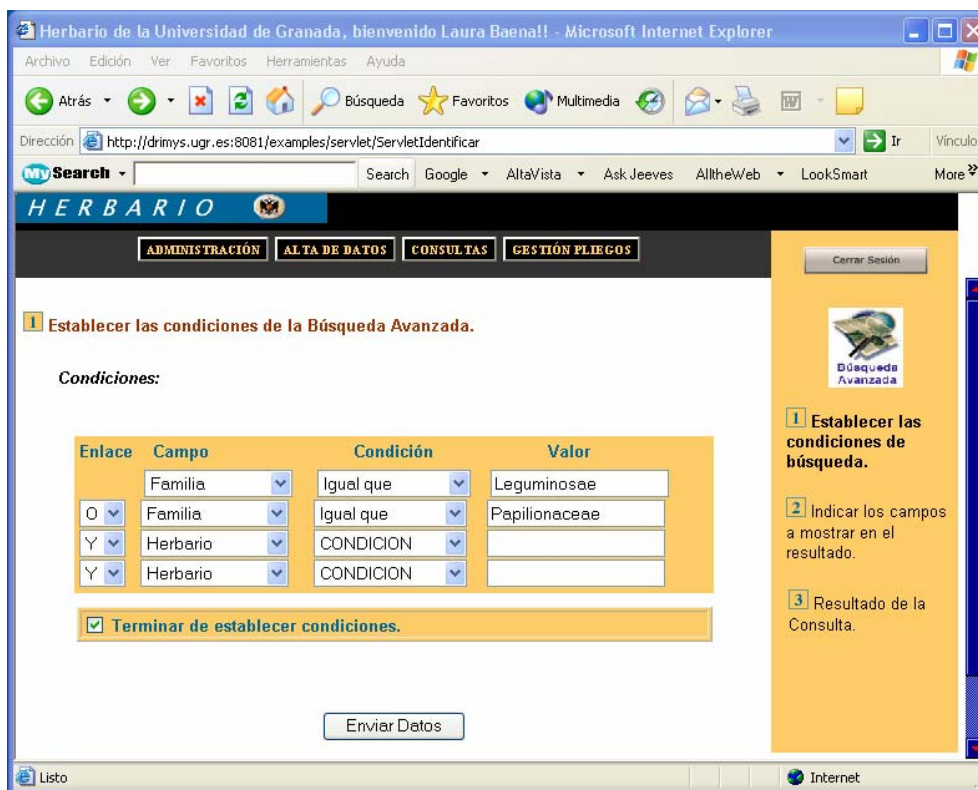 Herbario de la Universidad de Granada, bienvenido Laura Baena!! - Microsoft Internet Explorer
Archivo Edición Ver Favoritos Herramientas Ayuda
Atrás Búsqueda Favoritos Multimedia
Dirección http://drimys.ugr.es:8081/examples/servlet/ServletIdentificar Ir Vínculo
My Search Search Google AltaVista Ask Jeeves AlltheWeb LookSmart More
HERBARIO
ADMINISTRACIÓN ALTA DE DATOS CONSULTAS GESTIÓN PLIEGOS
Cerrar Sesión
1 Establecer las condiciones de la Búsqueda Avanzada.
Condiciones:
Enlace Campo Condición Valor
Familia Igual que Leguminosae
O Familia Igual que Papilionaceae
Y Herbario CONDICION
Y Herbario CONDICION
Terminar de establecer condiciones.
Enviar Datos
Búsqueda
Avanzada
1 Establecer las
condiciones de
búsqueda.
2 Indicar los campos
a mostrar en el
resultado.
3 Resultado de la
Consulta.
Listo Internet